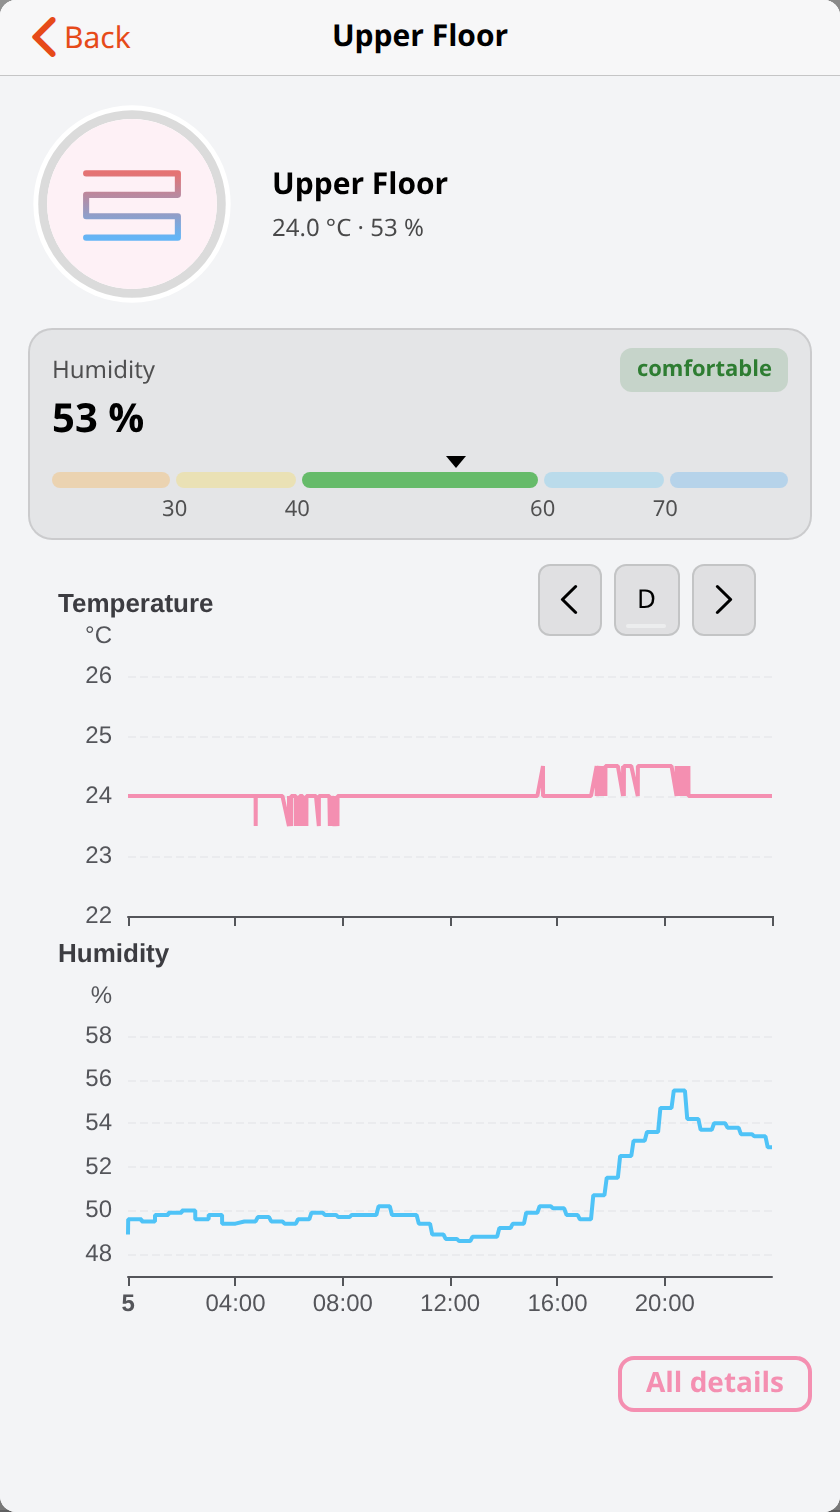 Back
Upper Floor
Upper Floor
24.0 °C · 53 %
Humidity
comfortable
53 %
30 40 60 70
Temperature
D
°C
26
25
24
23
22
Humidity
%
58
56
54
52
50
48
5 04:00 08:00 12:00 16:00 20:00
All details